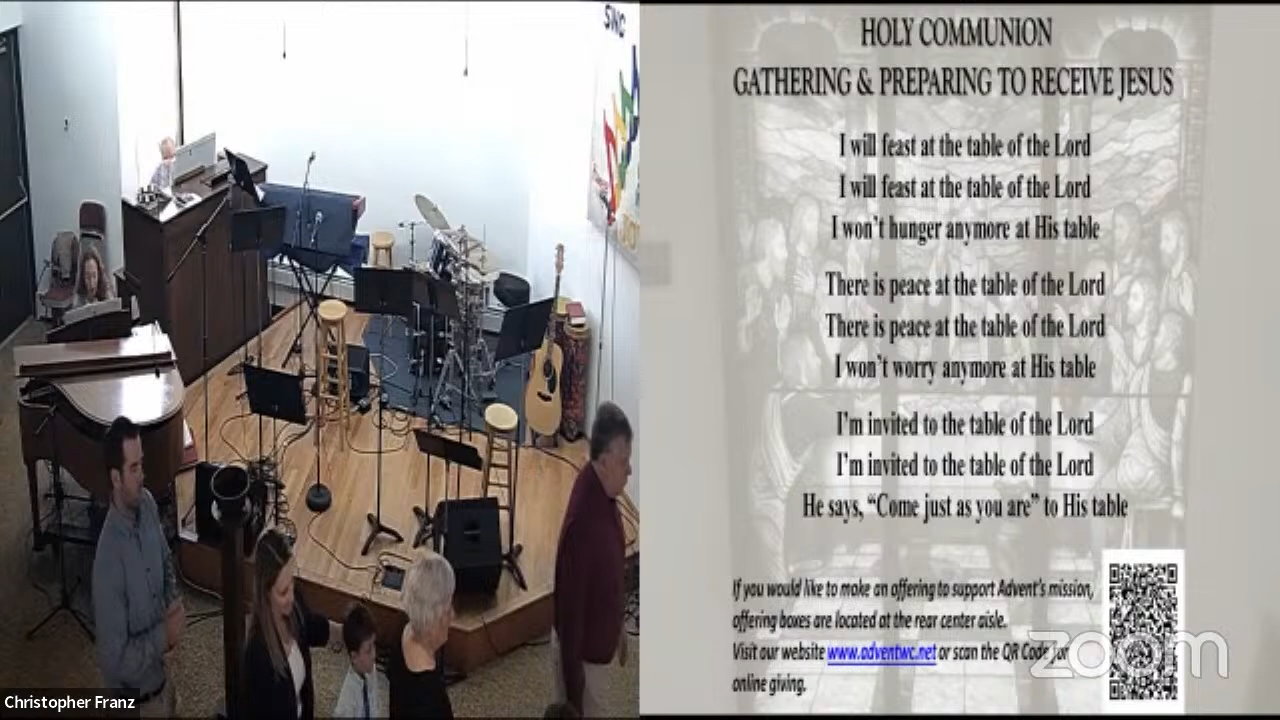 SING
HOLY COMMUNION
GATHERING & PREPARING TO RECEIVE JESUS
I will feast at the table of the Lord
I will feast at the table of the Lord
I won't hunger anymore at His table
There is peace at the table of the Lord
There is peace at the table of the Lord
I won't worry anymore at His table
I'm invited to the table of the Lord
I'm invited to the table of the Lord
He says, “Come just as you are” to His table
If you would like to make an offering to support Advent's mission,
offering boxes are located at the rear center aisle.
Visit our website www.adventwc.net or scan the QR Code for
online giving.
zoom
Christopher Franz